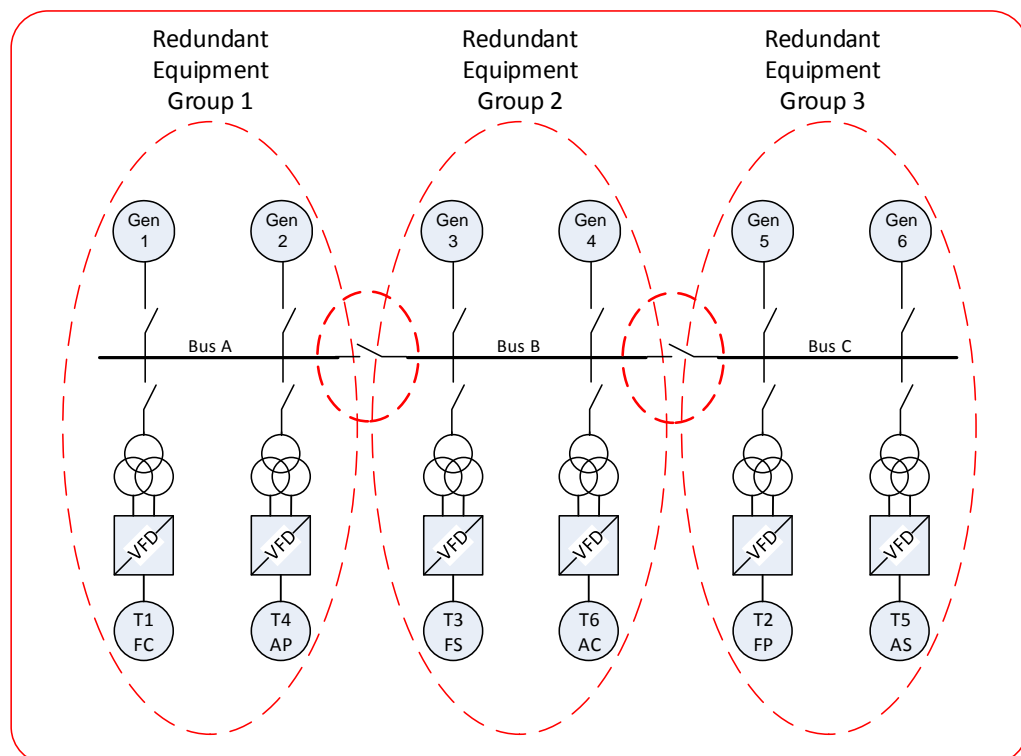 Redundant
Equipment
Group 1
Redundant
Equipment
Group 2
Redundant
Equipment
Group 3
Gen
1
Gen
2
Gen
3
Gen
4
Gen
5
Gen
6
Bus A
Bus B
Bus C
VFD
VFD
VFD
VFD
VFD
VFD
T1
FC
T4
AP
T3
FS
T6
AC
T2
FP
T5
AS